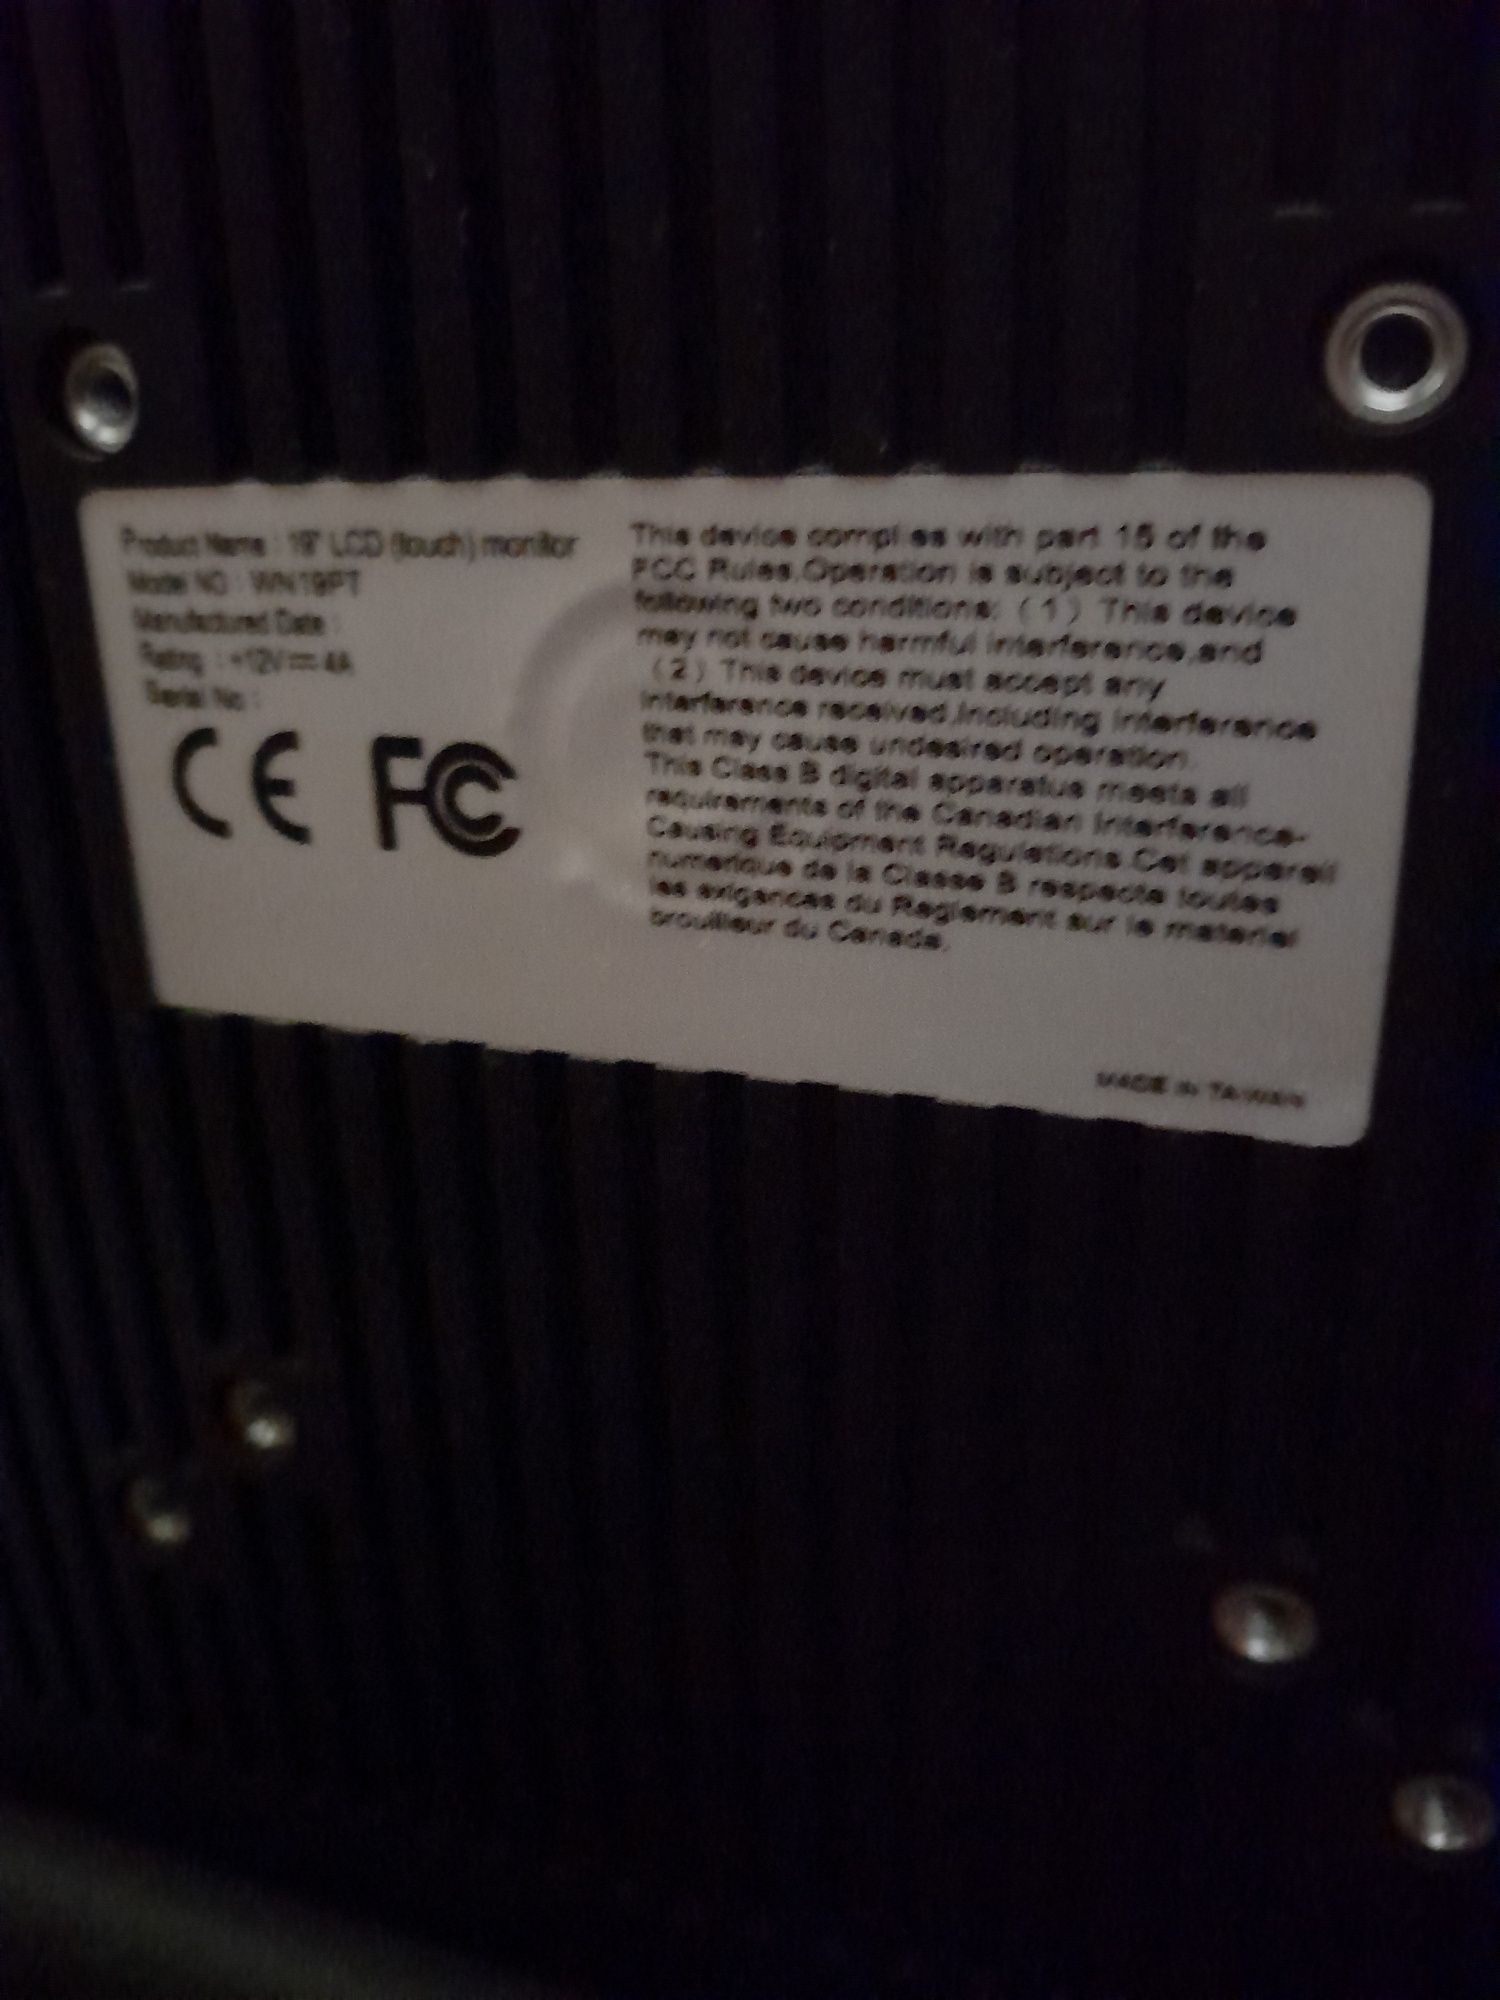 Product Name : 19" LCD (touch) monitor
Model NO : WN19PT
Manufactured Date :
Rating : +12V⎓4A
Serial No :
CE FC
This device complies with part 15 of the
FCC Rules.Operation is subject to the
following two conditions: (1) This device
may not cause harmful interference,and
(2) This device must accept any
interference received,including interference
that may cause undesired operation.
This Class B digital apparatus meets all
requirements of the Canadian Interference-
Causing Equipment Regulations.Cet appareil
numerique de la Classe B respecte toutes
les exigences du Reglement sur le materiel
brouilleur du Canada.
MADE IN TAIWAN